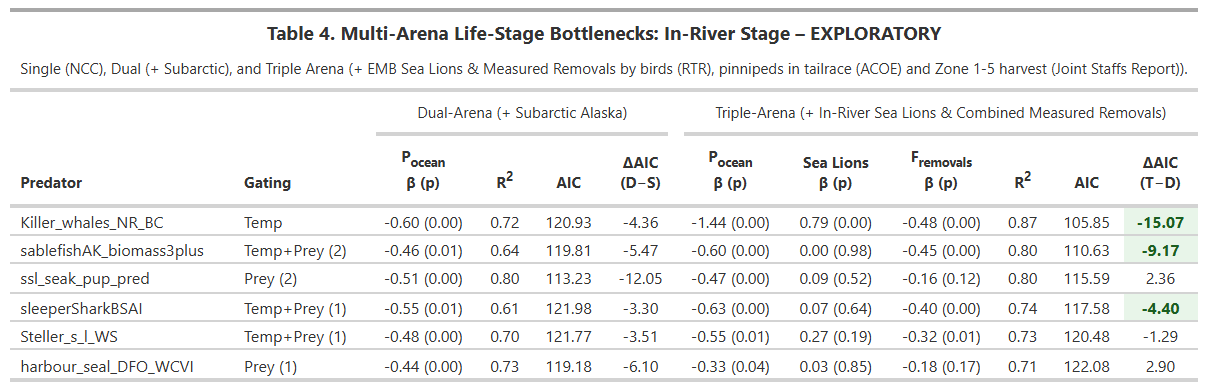 Table 4. Multi-Arena Life-Stage Bottlenecks: In-River Stage – EXPLORATORY
Single (NCC), Dual (+ Subarctic), and Triple Arena (+ EMB Sea Lions & Measured Removals by birds (RTR), pinnipeds in tailrace (ACOE) and Zone 1-5 harvest (Joint Staffs Report)).
Dual-Arena (+ Subarctic Alaska) Triple-Arena (+ In-River Sea Lions & Combined Measured Removals)
Predator Gating Pocean β (p) R2 AIC ΔAIC (D−S) Pocean β (p) Sea Lions β (p) Fremovals β (p) R2 AIC ΔAIC (T−D)
Killer_whales_NR_BC Temp -0.60 (0.00) 0.72 120.93 -4.36 -1.44 (0.00) 0.79 (0.00) -0.48 (0.00) 0.87 105.85 -15.07
sablefishAK_biomass3plus Temp+Prey (2) -0.46 (0.01) 0.64 119.81 -5.47 -0.60 (0.00) 0.00 (0.98) -0.45 (0.00) 0.80 110.63 -9.17
ssl_seak_pup_pred Prey (2) -0.51 (0.00) 0.80 113.23 -12.05 -0.47 (0.00) 0.09 (0.52) -0.16 (0.12) 0.80 115.59 2.36
sleeperSharkBSAI Temp+Prey (1) -0.55 (0.01) 0.61 121.98 -3.30 -0.63 (0.00) 0.07 (0.64) -0.40 (0.00) 0.74 117.58 -4.40
Steller_s_l_WS Temp+Prey (1) -0.48 (0.00) 0.70 121.77 -3.51 -0.55 (0.01) 0.27 (0.19) -0.32 (0.01) 0.73 120.48 -1.29
harbour_seal_DFO_WCVI Prey (1) -0.44 (0.00) 0.73 119.18 -6.10 -0.33 (0.04) 0.03 (0.85) -0.18 (0.17) 0.71 122.08 2.90